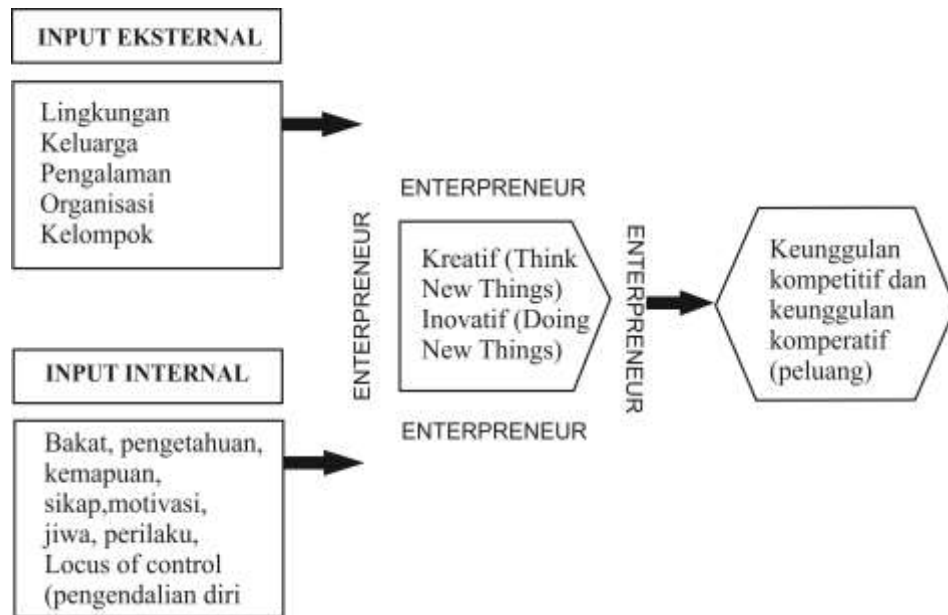 INPUT EKSTERNAL
Lingkungan
Keluarga
Pengalaman
Organisasi
Kelompok
INPUT INTERNAL
Bakat, pengetahuan,
kemapuan,
sikap,motivasi,
jiwa, perilaku,
Locus of control
(pengendalian diri
ENTERPRENEUR
ENTERPRENEUR
Kreatif (Think
New Things)
Inovatif (Doing
New Things)
ENTERPRENEUR
ENTERPRENEUR
Keunggulan
kompetitif dan
keunggulan
komperatif
(peluang)